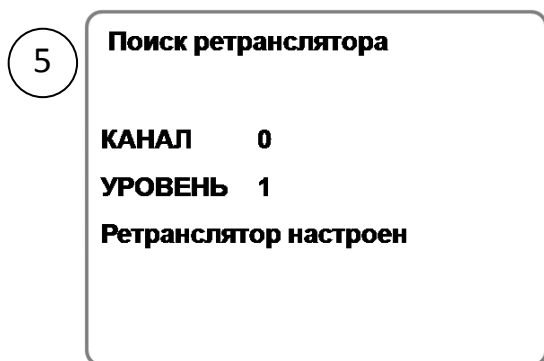 5
Поиск ретранслятора
КАНАЛ 0
УРОВЕНЬ 1
Ретранслятор настроен